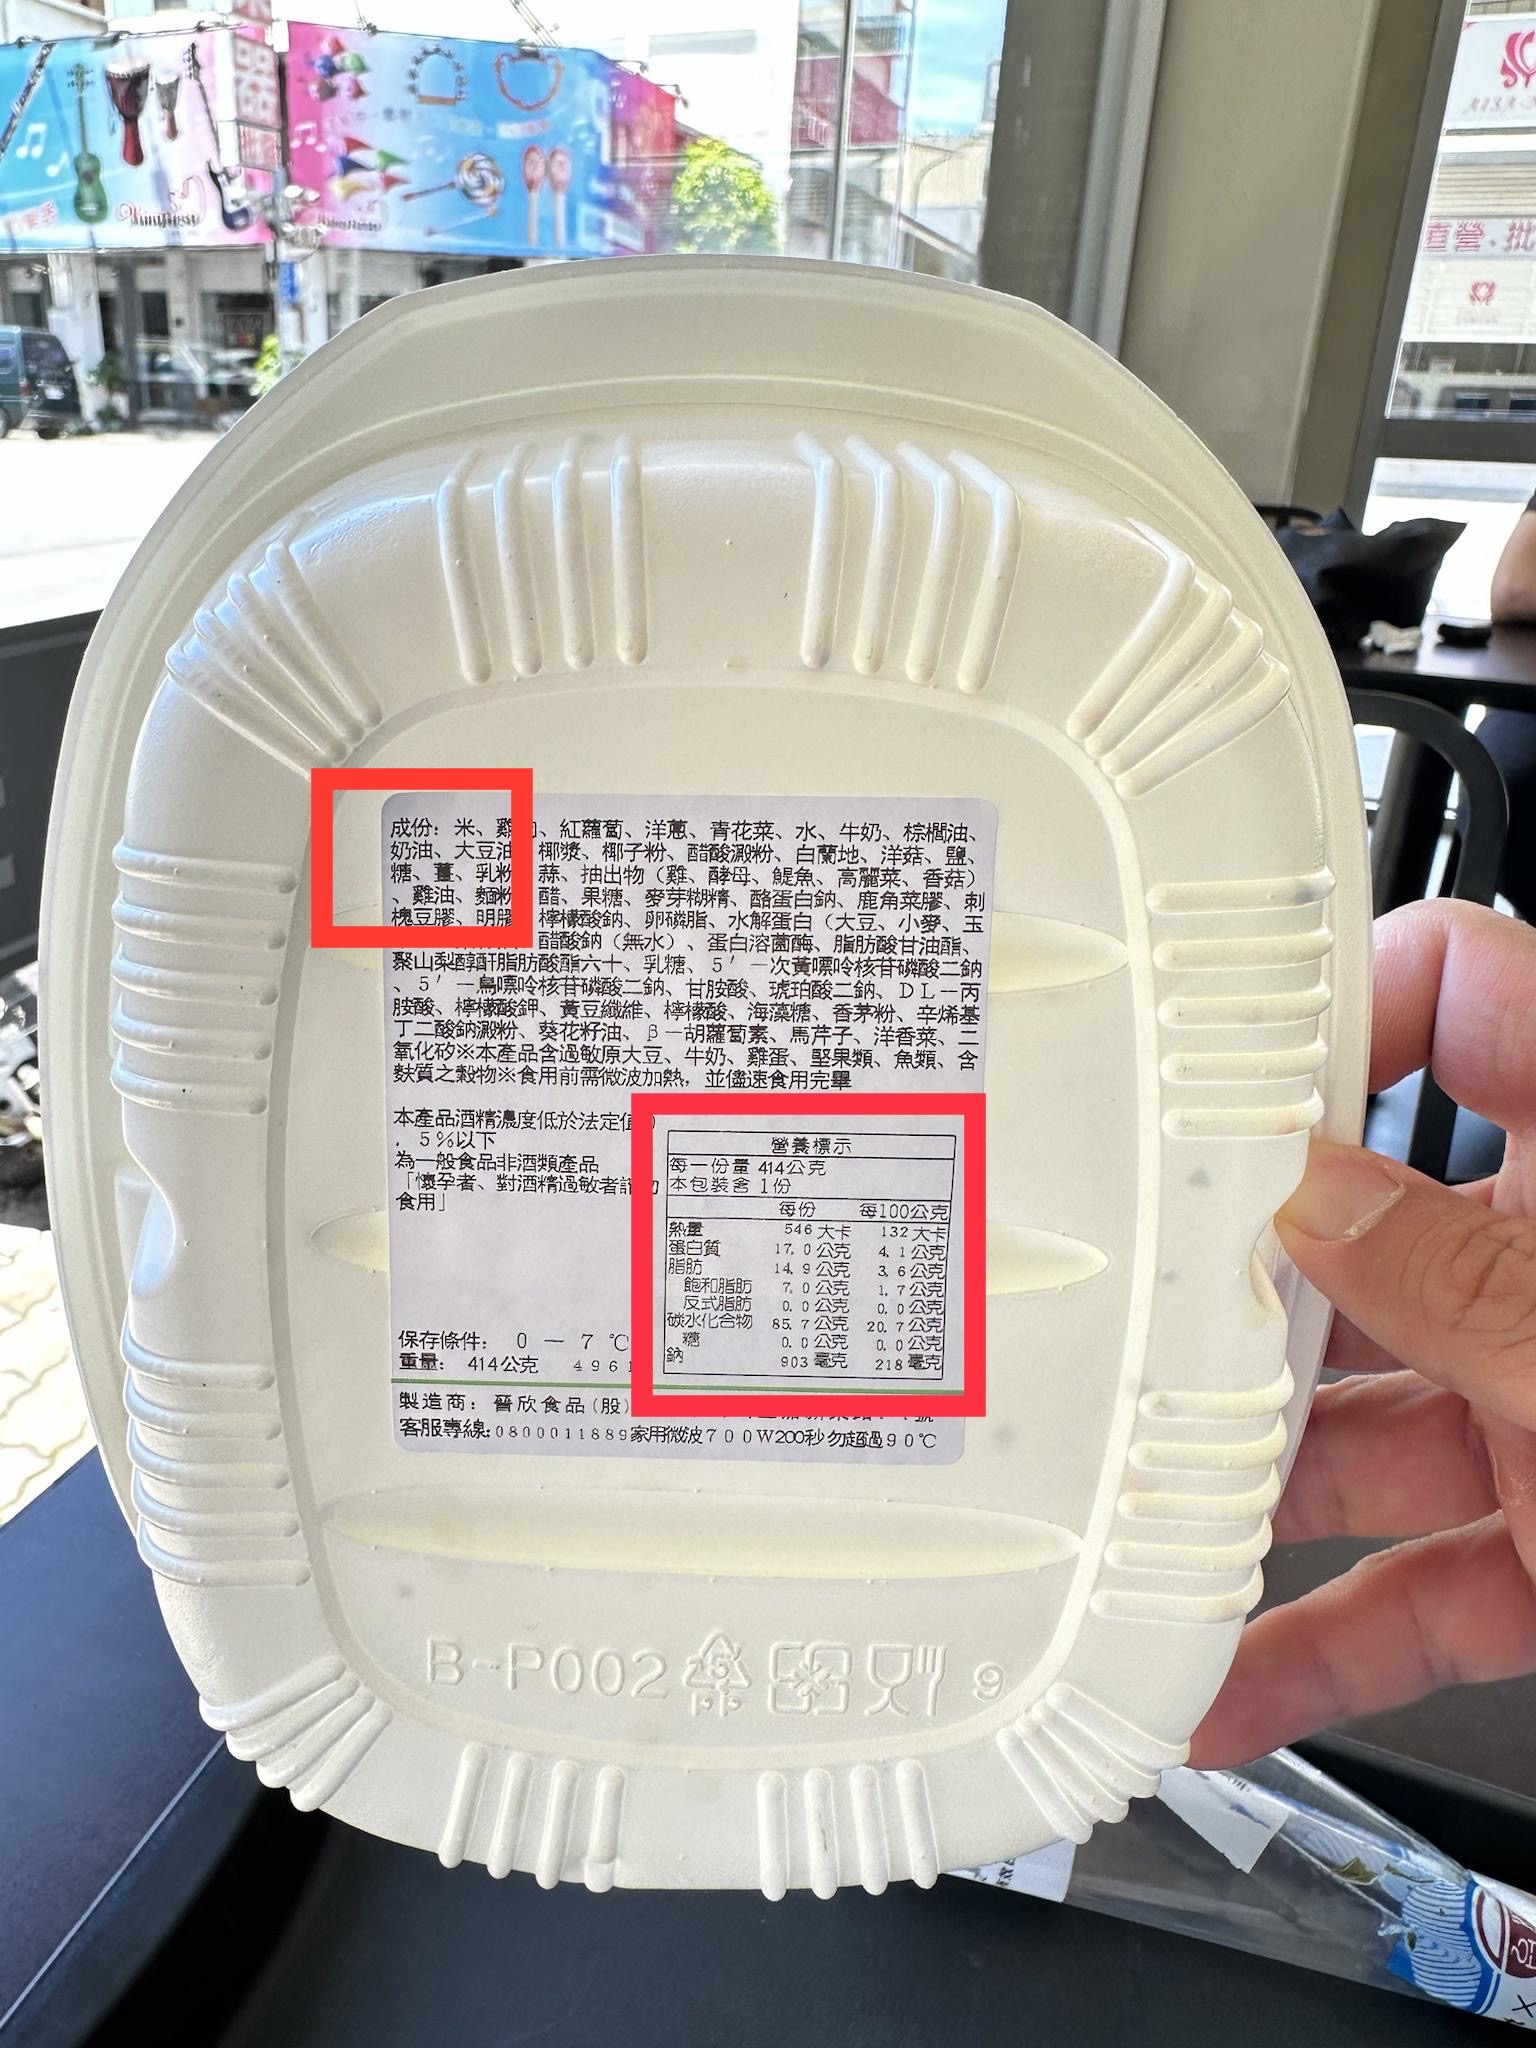 直營.批
成份：米、雞肉、紅蘿蔔、洋蔥、青花菜、水、牛奶、棕櫚油、
奶油、大豆油、椰漿、椰子粉、醋酸澱粉、白蘭地、洋菇、鹽、
糖、薑、乳粉、蒜、抽出物（雞、酵母、鯷魚、高麗菜、香菇）
、雞油、麵粉、醋、果糖、麥芽糊精、酪蛋白鈉、鹿角菜膠、刺
槐豆膠、明膠、檸檬酸鈉、卵磷脂、水解蛋白（大豆、小麥、玉
醋酸鈉（無水）、蛋白溶菌酶、脂肪酸甘油酯、
聚山梨醇酐脂肪酸酯六十、乳糖、5′－次黃嘌呤核苷磷酸二鈉
、5′－鳥嘌呤核苷磷酸二鈉、甘胺酸、琥珀酸二鈉、DL－丙
胺酸、檸檬酸鉀、黃豆纖維、檸檬酸、海藻糖、香茅粉、辛烯基
丁二酸鈉澱粉、葵花籽油、β－胡蘿蔔素、馬芹子、洋香菜、二
氧化矽※本產品含過敏原大豆、牛奶、雞蛋、堅果類、魚類、含
麩質之穀物※食用前需微波加熱，並儘速食用完畢
本產品酒精濃度低於法定值0
．5%以下
為一般食品非酒類產品
「懷孕者、對酒精過敏者請勿
食用」
營養標示
每一份量 414公克
本包裝含 1份
每份 每100公克
熱量 546 大卡 132 大卡
蛋白質 17.0 公克 4.1 公克
脂肪 14.9 公克 3.6 公克
飽和脂肪 7.0 公克 1.7 公克
反式脂肪 0.0 公克 0.0 公克
碳水化合物 85.7 公克 20.7 公克
糖 0.0 公克 0.0 公克
鈉 903 毫克 218 毫克
保存條件：0－7℃
重量：414公克 4961
製造商：晉欣食品(股)
客服專線:0800011889家用微波700W200秒勿超過90℃
B-P002 5 PP 9